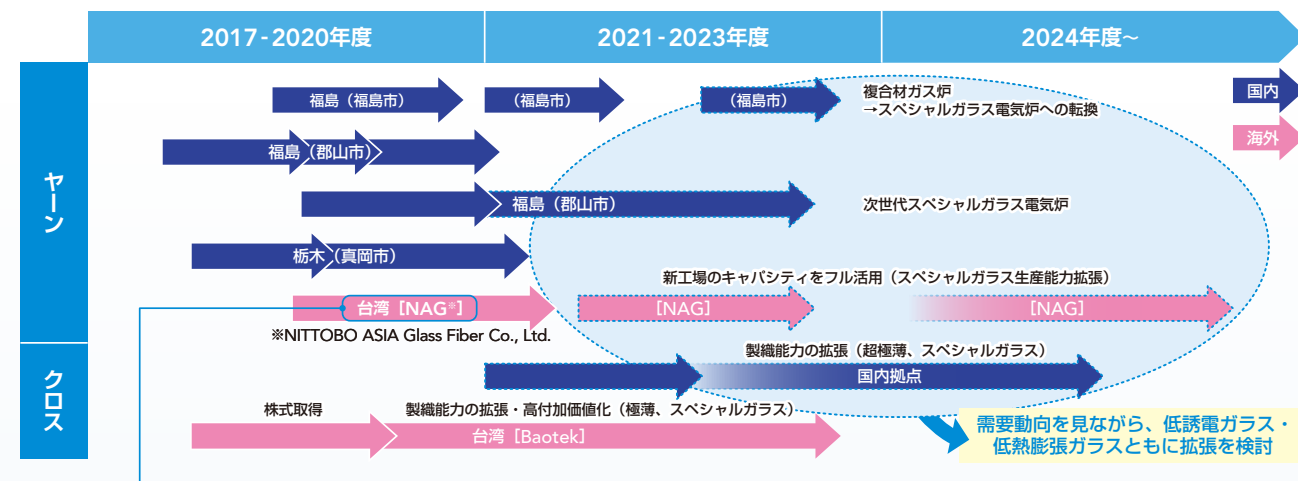 2017-2020年度
2021-2023年度
2024年度~
ヤーン
クロス
国内
海外
福島（福島市）
（福島市）
（福島市）
複合材ガス炉
→スペシャルガラス電気炉への転換
福島（郡山市）
福島（郡山市）
次世代スペシャルガラス電気炉
栃木（真岡市）
新工場のキャパシティをフル活用（スペシャルガラス生産能力拡張）
台湾［NAG※］
［NAG］
［NAG］
※NITTOBO ASIA Glass Fiber Co., Ltd.
製織能力の拡張（超極薄、スペシャルガラス）
国内拠点
株式取得
製織能力の拡張・高付加価値化（極薄、スペシャルガラス）
台湾［Baotek］
需要動向を見ながら、低誘電ガラス・
低熱膨張ガラスともに拡張を検討